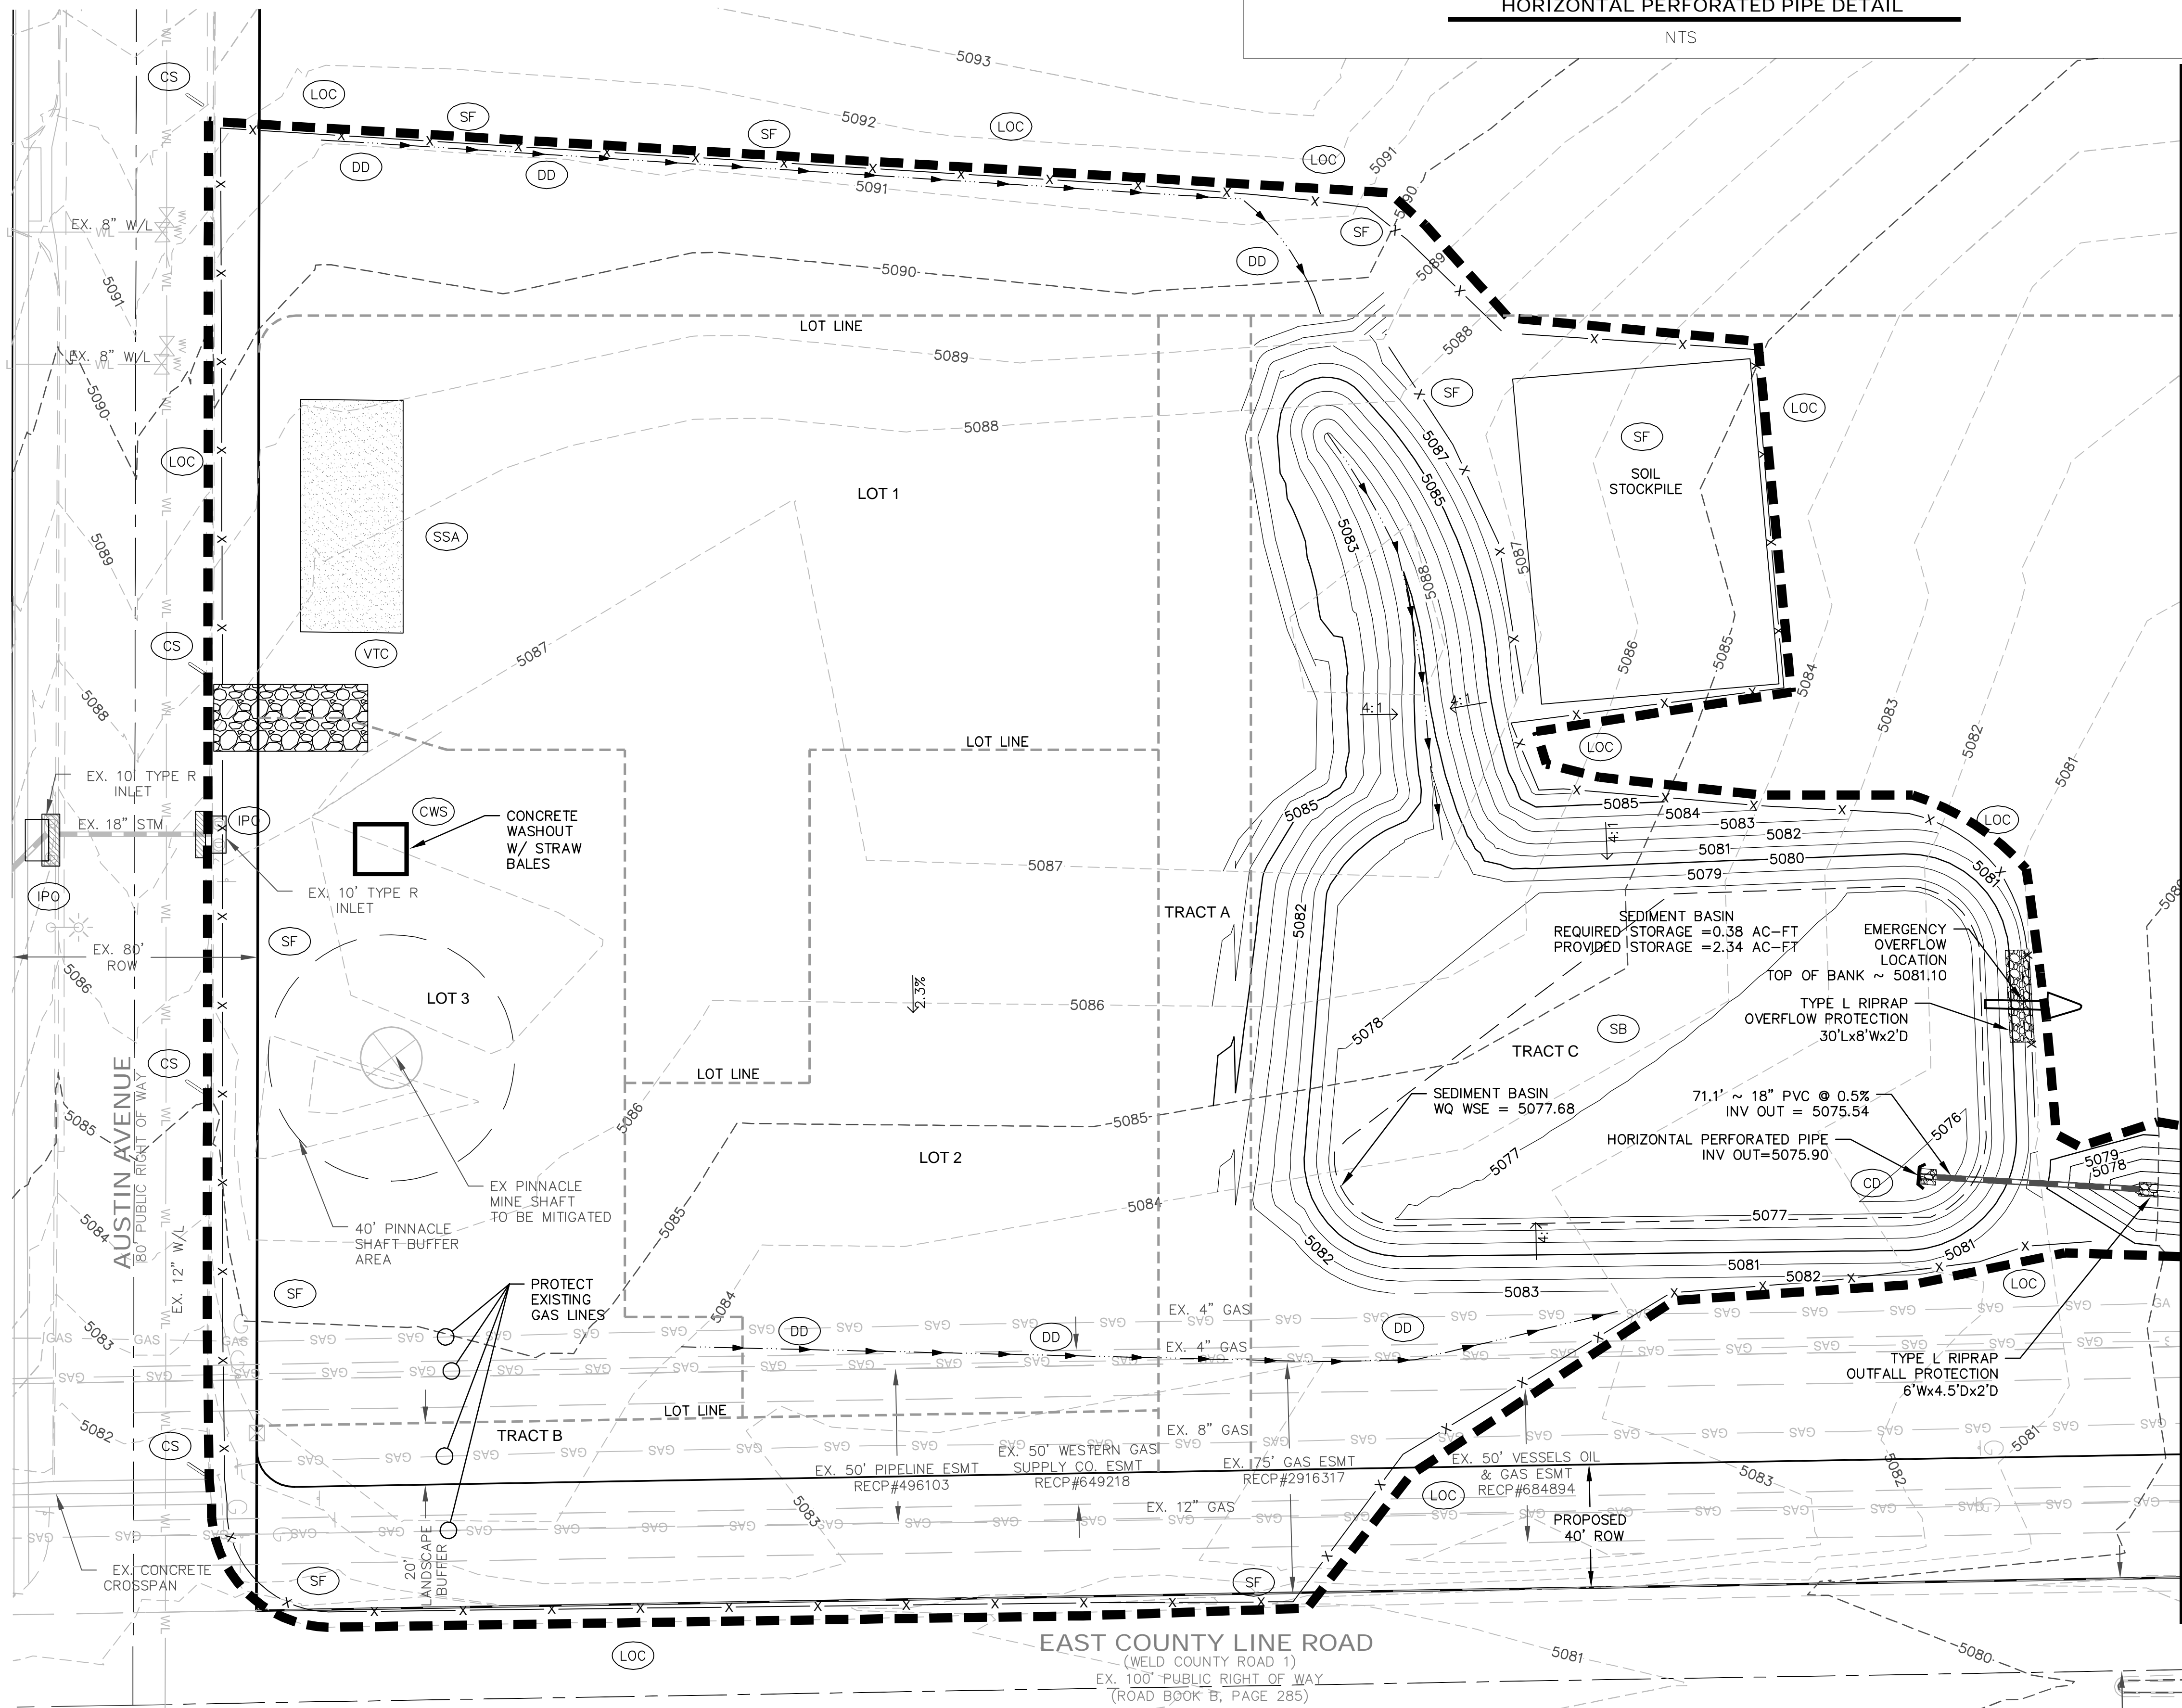 HORIZONTAL PERFORATED PIPE DETAIL
NTS
5093
CS
LOC
SF
5092
LOC
SF
LOC
5091
DD
DD
5091
5090
SF
EX. 8" W/L
WL
DD
5089
5090
5091
LOT LINE
5088
EX. 8" W/L
WL
5089
SF
LOC
5090
5088
SF
5087
LOC
SOIL
STOCKPILE
LOT 1
5085
5083
SSA
5089
5087
5088
CS
VTC
5087
5086
5085
5084
5088
4:1
4:1
5083
LOT LINE
5082
LOC
5081
EX. 10' TYPE R
INLET
CWS
CONCRETE
WASHOUT
W/ STRAW
BALES
5085
5085
5084
5083
LOC
EX. 18" STM
IPO
5082
4:1
5081
5080
5087
5079
5081
IPO
EX. 10' TYPE R
INLET
TRACT A
5082
SEDIMENT BASIN
REQUIRED STORAGE =0.38 AC-FT
PROVIDED STORAGE =2.34 AC-FT
EMERGENCY
OVERFLOW
LOCATION
TOP OF BANK ~ 5081.10
SF
EX. 80'
ROW
5086
LOT 3
2.3%
5086
TYPE L RIPRAP
OVERFLOW PROTECTION
30'Lx8'Wx2'D
5078
SB
TRACT C
CS
LOT LINE
SEDIMENT BASIN
WQ WSE = 5077.68
71.1' ~ 18" PVC @ 0.5%
INV OUT = 5075.54
AUSTIN AVENUE
80' PUBLIC RIGHT OF WAY
5085
5086
5085
5076
HORIZONTAL PERFORATED PIPE
INV OUT=5075.90
LOT 2
5077
5079
5078
CD
EX PINNACLE
MINE SHAFT
TO BE MITIGATED
5084
5077
40' PINNACLE
SHAFT BUFFER
AREA
5085
5084
EX. 12" W/L
4:1
5082
5081
5081
5082
SF
PROTECT
EXISTING
GAS LINES
5083
LOC
5084
EX. 4" GAS
5083
DD
DD
DD
GAS
GAS
GAS
EX. 4" GAS
TYPE L RIPRAP
OUTFALL PROTECTION
6'Wx4.5'Dx2'D
LOT LINE
5082
CS
TRACT B
EX. 8" GAS
5081
EX. 50' PIPELINE ESMT
RECP#496103
EX. 50' WESTERN GAS
SUPPLY CO. ESMT
RECP#649218
EX. 75' GAS ESMT
RECP#2916317
EX. 50' VESSELS OIL
& GAS ESMT
RECP#684894
5083
5082
LOC
5083
EX. 12" GAS
PROPOSED
40' ROW
20'
LANDSCAPE
BUFFER
EX. CONCRETE
CROSSPAN
SF
SF
EAST COUNTY LINE ROAD
(WELD COUNTY ROAD 1)
EX. 100' PUBLIC RIGHT OF WAY
(ROAD BOOK B, PAGE 285)
LOC
5081
5080